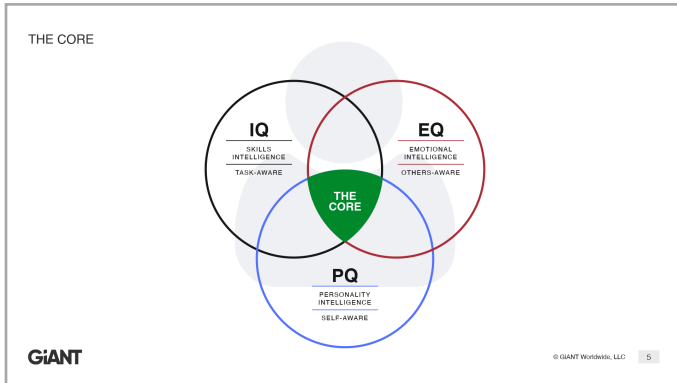 THE CORE
IQ
SKILLS
INTELLIGENCE
TASK-AWARE
EQ
EMOTIONAL
INTELLIGENCE
OTHERS-AWARE
THE
CORE
PQ
PERSONALITY
INTELLIGENCE
SELF-AWARE
GiANT
© GiANT Worldwide, LLC 5